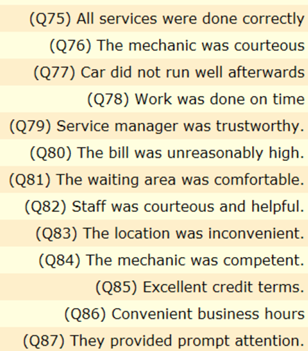 (Q75) All services were done correctly
(Q76) The mechanic was courteous
(Q77) Car did not run well afterwards
(Q78) Work was done on time
(Q79) Service manager was trustworthy.
(Q80) The bill was unreasonably high.
(Q81) The waiting area was comfortable.
(Q82) Staff was courteous and helpful.
(Q83) The location was inconvenient.
(Q84) The mechanic was competent.
(Q85) Excellent credit terms.
(Q86) Convenient business hours
(Q87) They provided prompt attention.